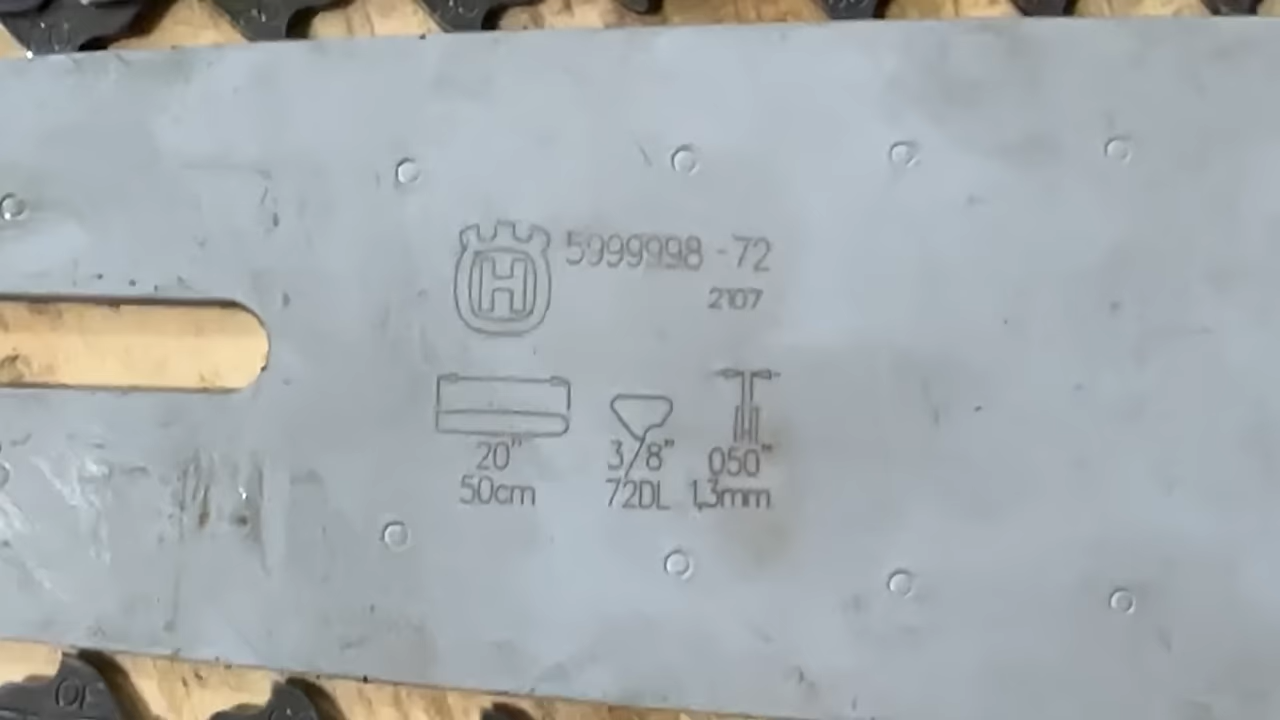 H
5999998-72
2107
20" 3/8" 050"
50cm 72DL 1,3mm